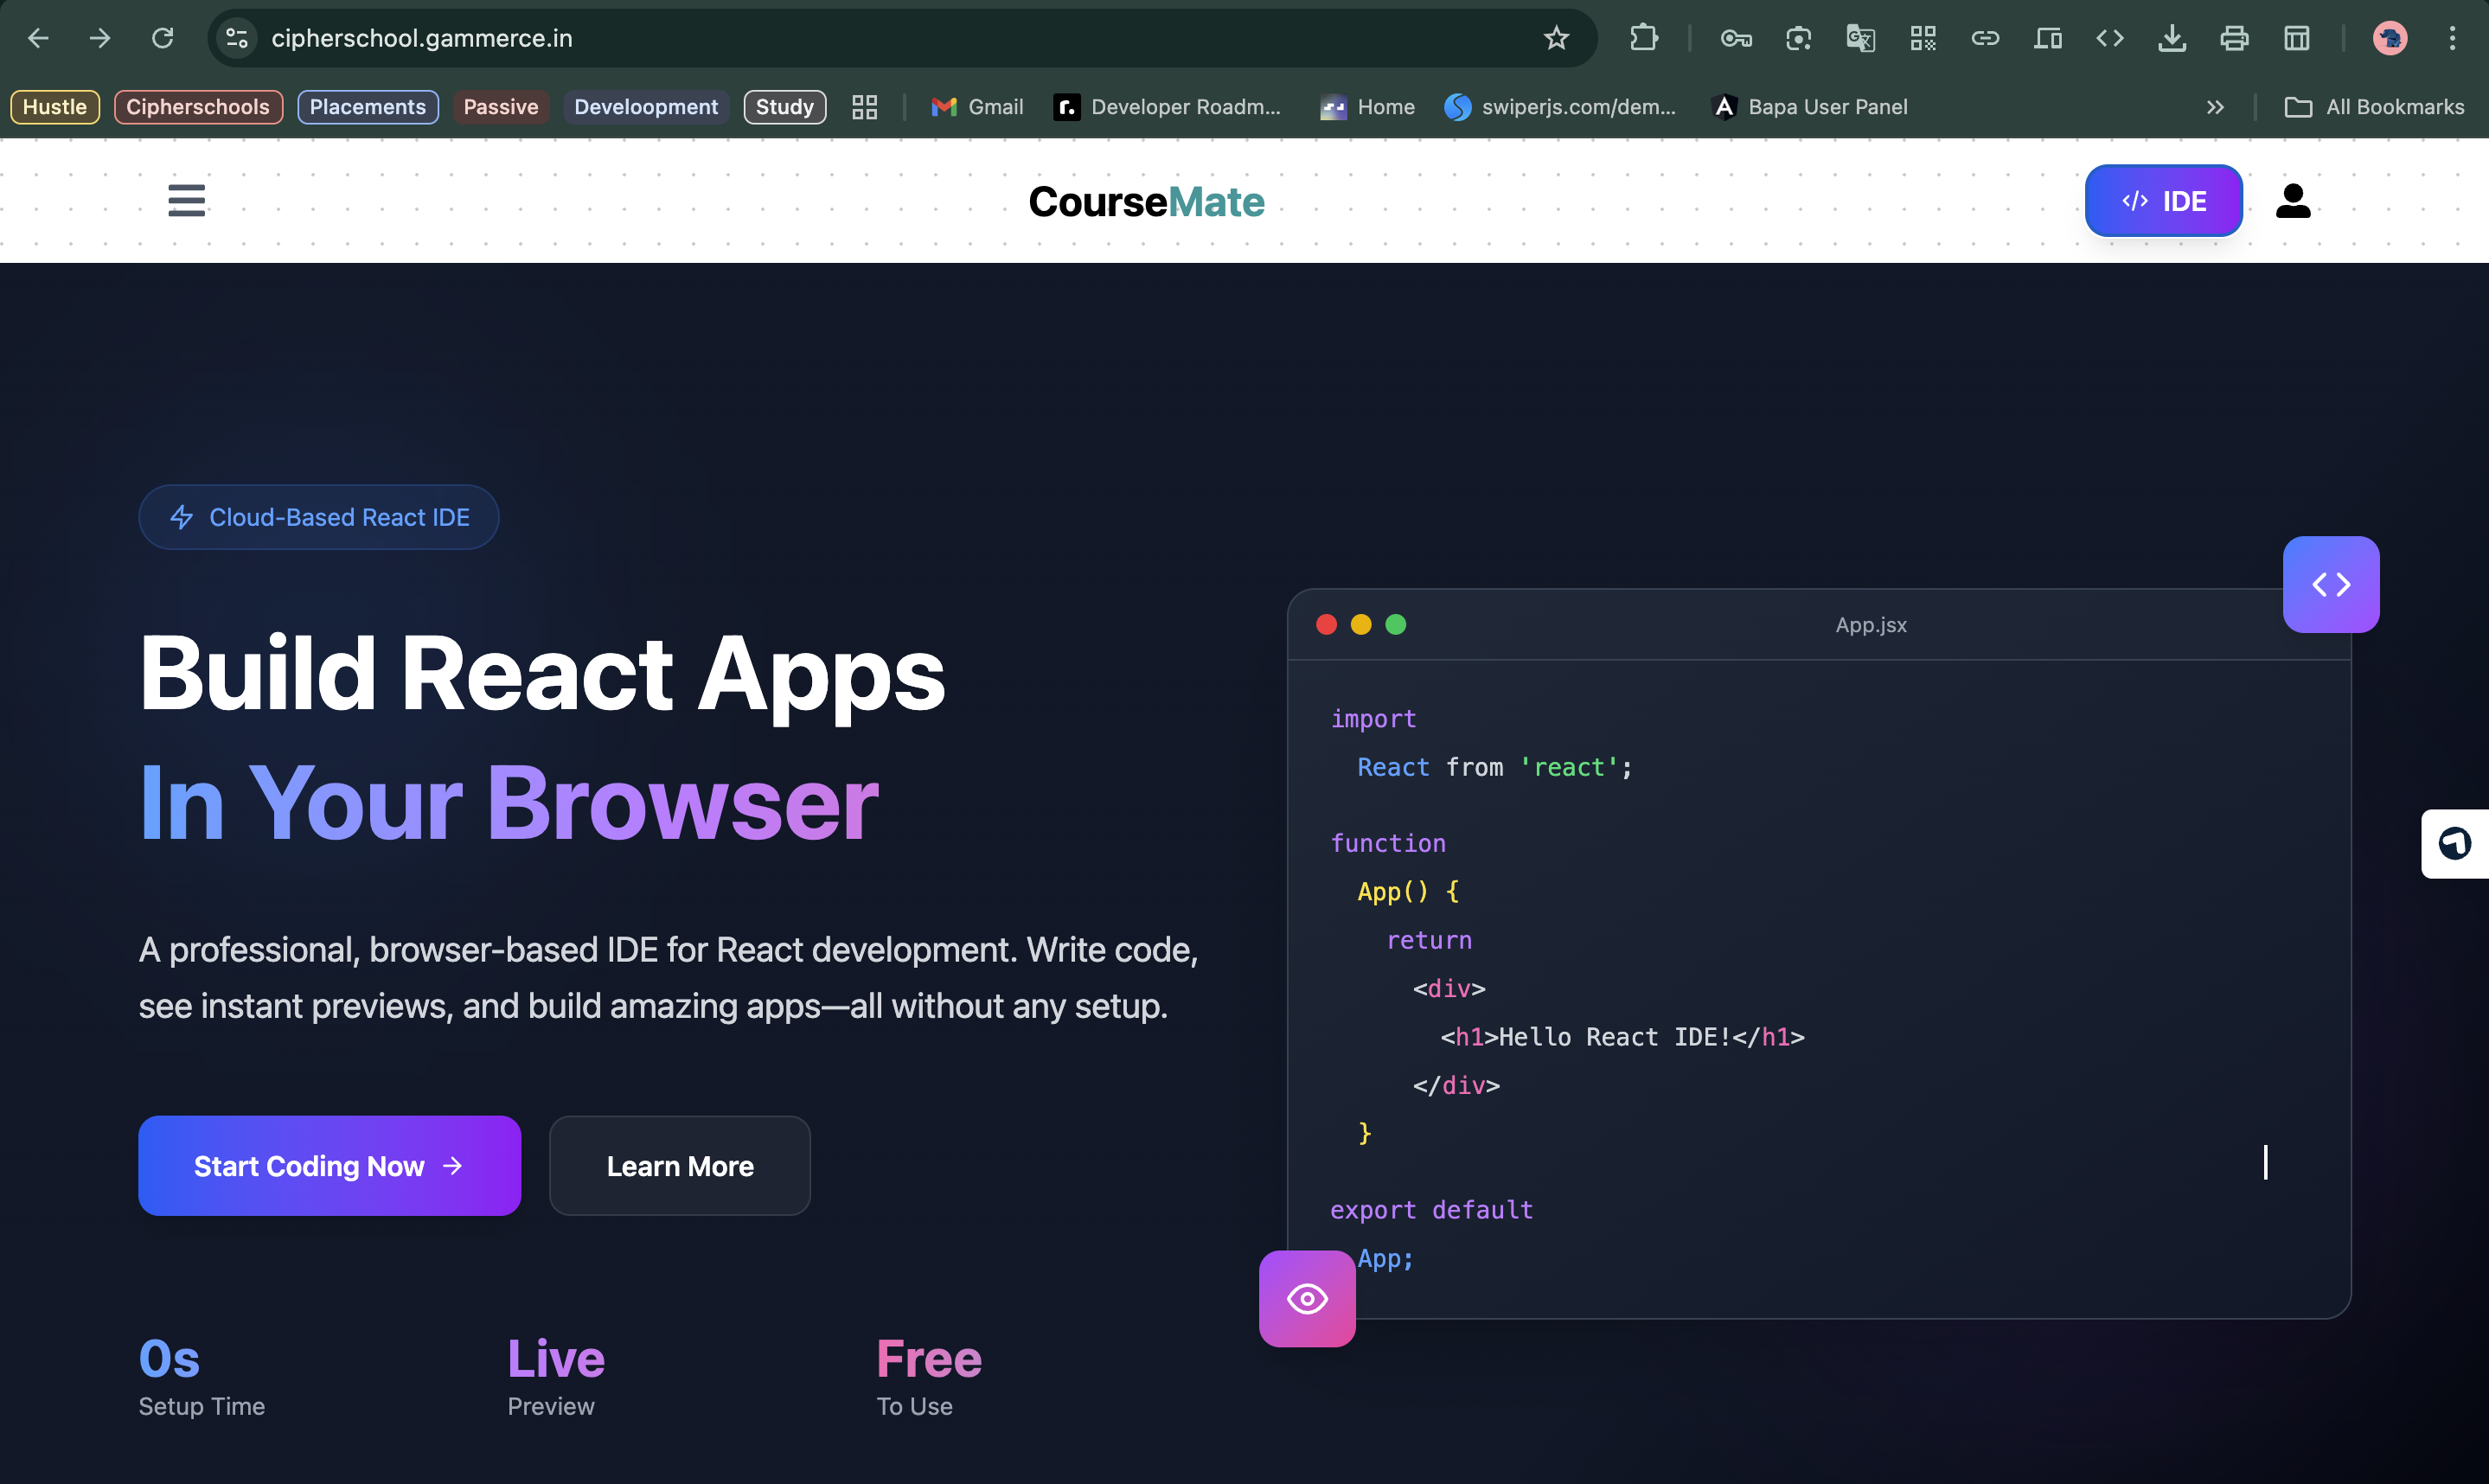 cipherschool.gammerce.in
Hustle Cipherschools Placements Passive Develoopment Study Gmail Developer Roadm... Home swiperjs.com/dem... Bapa User Panel All Bookmarks
CourseMate
</> IDE
Cloud-Based React IDE
Build React Apps
In Your Browser
A professional, browser-based IDE for React development. Write code,
see instant previews, and build amazing apps—all without any setup.
Start Coding Now → Learn More
0s Live Free
Setup Time Preview To Use
App.jsx
import
React from 'react';
function
App() {
return
<div>
<h1>Hello React IDE!</h1>
</div>
}
export default
App;